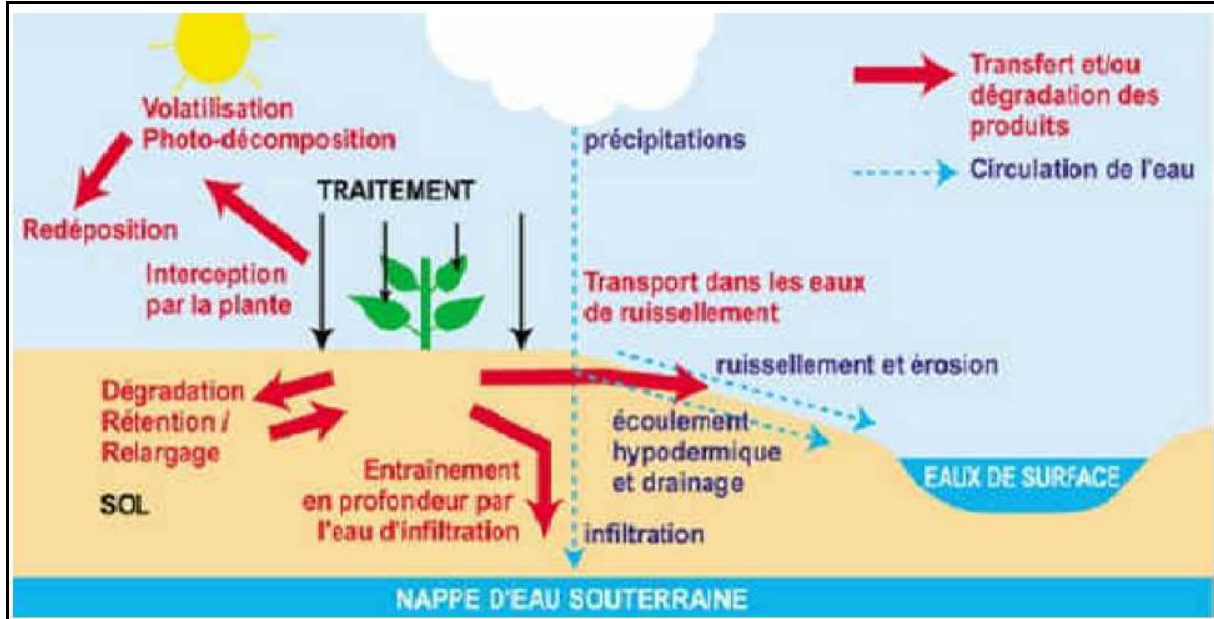 Volatilisation
Photo-décomposition
Redéposition
TRAITEMENT
Interception
par la plante
précipitations
Transfert et/ou
dégradation des
produits
Circulation de l'eau
Transport dans les eaux
de ruissellement
ruissellement et érosion
Dégradation
Rétention /
Relargage
SOL
Entraînement
en profondeur par
l'eau d'infiltration
écoulement
hypodermique
et drainage
infiltration
EAUX DE SURFACE
NAPPE D'EAU SOUTERRAINE